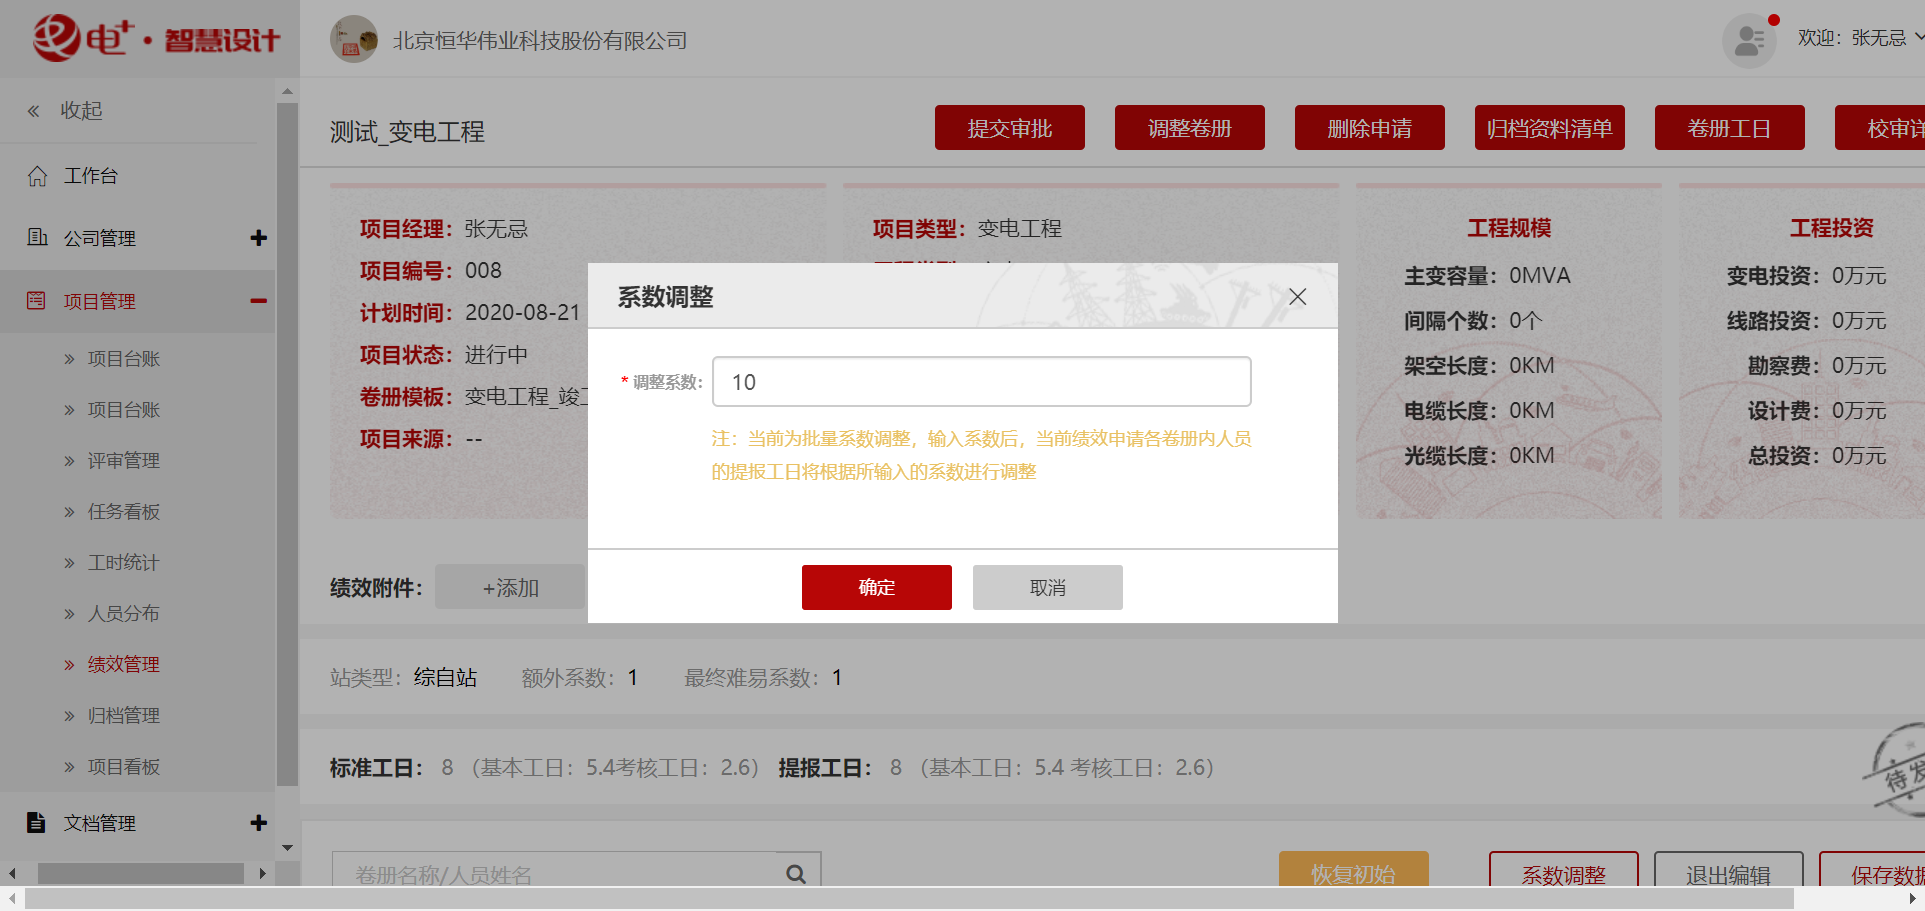 电+·智慧设计
北京恒华伟业科技股份有限公司
欢迎：张无忌
收起
工作台
公司管理
项目管理
项目台账
项目台账
评审管理
任务看板
工时统计
人员分布
绩效管理
归档管理
项目看板
文档管理
测试_变电工程
提交审批
调整卷册
删除申请
归档资料清单
卷册工日
校审详
项目经理：张无忌
项目编号：008
计划时间：2020-08-21
项目状态：进行中
卷册模板：变电工程_竣工
项目来源：--
项目类型：变电工程
工程规模
主变容量：0MVA
间隔个数：0个
架空长度：0KM
电缆长度：0KM
光缆长度：0KM
工程投资
变电投资：0万元
线路投资：0万元
勘察费：0万元
设计费：0万元
总投资：0万元
系数调整
*调整系数：10
注：当前为批量系数调整，输入系数后，当前绩效申请各卷册内人员
的提报工日将根据所输入的系数进行调整
确定
取消
绩效附件：
+添加
站类型：综自站 额外系数：1 最终难易系数：1
标准工日： 8 （基本工日：5.4考核工日：2.6） 提报工日： 8 （基本工日：5.4 考核工日：2.6）
待发
卷册名称/人员姓名
恢复初始
系数调整
退出编辑
保存数据